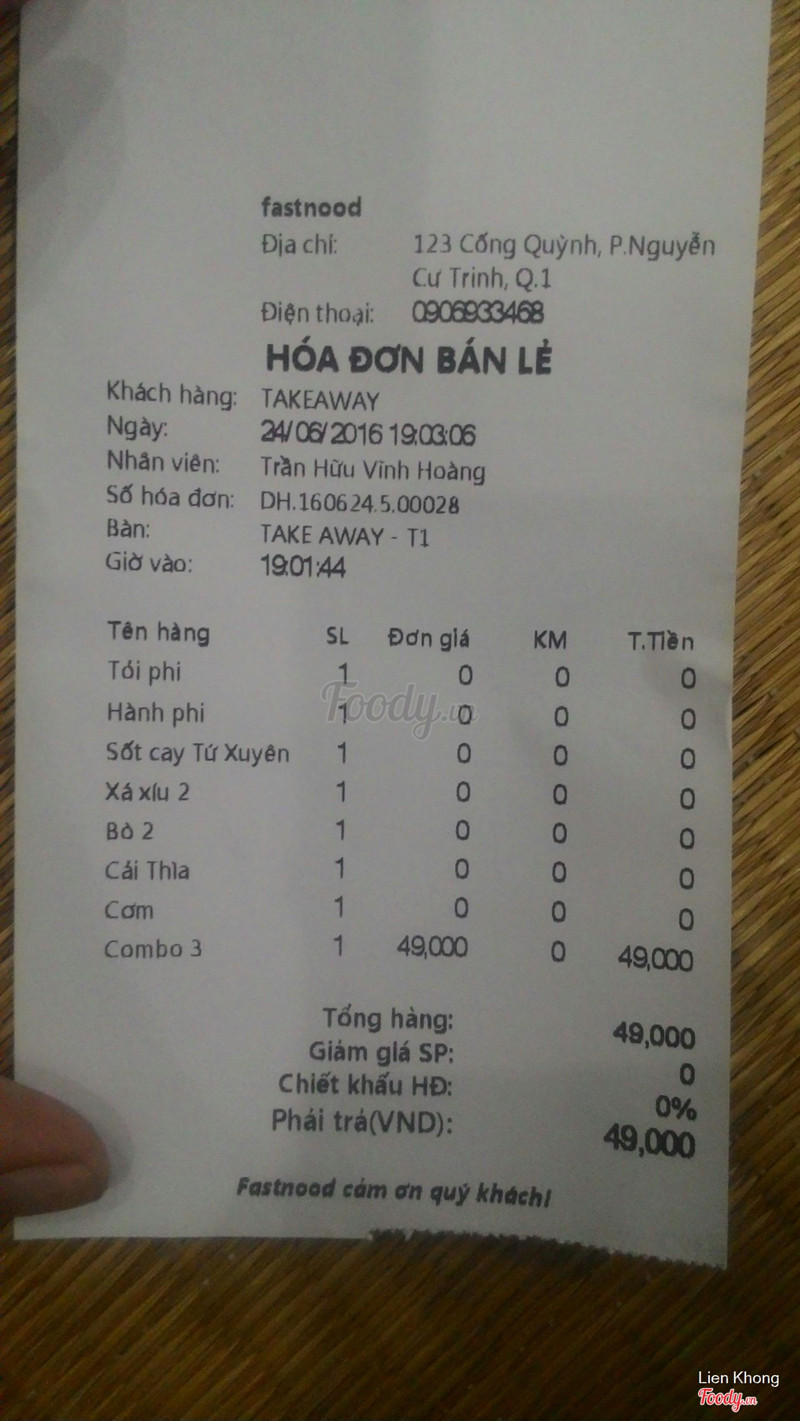 fastnood
Địa chỉ: 123 Cống Quỳnh, P.Nguyễn
Cư Trinh, Q.1
Điện thoại: 0906933468
HÓA ĐƠN BÁN LẺ
Khách hàng: TAKEAWAY
Ngày: 24/06/2016 19:03:06
Nhân viên: Trần Hữu Vĩnh Hoàng
Số hóa đơn: DH.160624.5.00028
Bàn: TAKE AWAY - T1
Giờ vào: 19:01:44
Tên hàng SL Đơn giá KM T.Tiền
Tỏi phi 1 0 0 0
Hành phi 1 0 0 0
Foody.vn
Sốt cay Tứ Xuyên 1 0 0 0
Xá xíu 2 1 0 0 0
Bò 2 1 0 0 0
Cải Thìa 1 0 0 0
Cơm 1 0 0 0
Combo 3 1 49,000 0 49,000
Tổng hàng: 49,000
Giảm giá SP: 0
Chiết khấu HĐ: 0%
Phải trả(VND): 49,000
Fastnood cảm ơn quý khách!
Lien Khong
Foody.vn